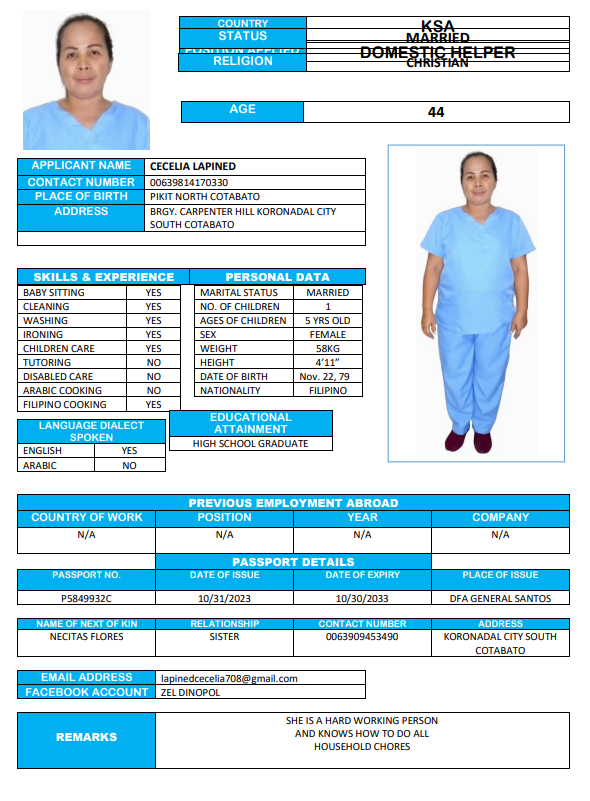 COUNTRY KSA
STATUS MARRIED
POSITION APPLIED DOMESTIC HELPER
RELIGION CHRISTIAN
AGE 44
APPLICANT NAME CECELIA LAPINED
CONTACT NUMBER 00639814170330
PLACE OF BIRTH PIKIT NORTH COTABATO
ADDRESS BRGY. CARPENTER HILL KORONADAL CITY
SOUTH COTABATO
SKILLS & EXPERIENCE PERSONAL DATA
BABY SITTING YES MARITAL STATUS MARRIED
CLEANING YES NO. OF CHILDREN 1
WASHING YES AGES OF CHILDREN 5 YRS OLD
IRONING YES SEX FEMALE
CHILDREN CARE YES WEIGHT 58KG
TUTORING NO HEIGHT 4’11”
DISABLED CARE NO DATE OF BIRTH Nov. 22, 79
ARABIC COOKING NO NATIONALITY FILIPINO
FILIPINO COOKING YES
EDUCATIONAL
ATTAINMENT
HIGH SCHOOL GRADUATE
LANGUAGE DIALECT
SPOKEN
ENGLISH YES
ARABIC NO
PREVIOUS EMPLOYMENT ABROAD
COUNTRY OF WORK POSITION YEAR COMPANY
N/A N/A N/A N/A
PASSPORT DETAILS
PASSPORT NO. DATE OF ISSUE DATE OF EXPIRY PLACE OF ISSUE
P5849932C 10/31/2023 10/30/2033 DFA GENERAL SANTOS
NAME OF NEXT OF KIN RELATIONSHIP CONTACT NUMBER ADDRESS
NECITAS FLORES SISTER 0063909453490 KORONADAL CITY SOUTH
COTABATO
EMAIL ADDRESS lapinedcecelia708@gmail.com
FACEBOOK ACCOUNT ZEL DINOPOL
REMARKS
SHE IS A HARD WORKING PERSON
AND KNOWS HOW TO DO ALL
HOUSEHOLD CHORES